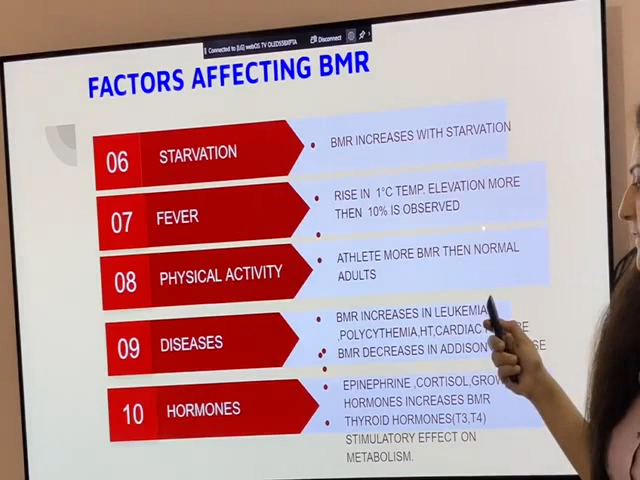 Connected to [LG] webOS TV OLED55BXPTA Disconnect
FACTORS AFFECTING BMR
06 STARVATION
BMR INCREASES WITH STARVATION
07 FEVER
RISE IN 1°C TEMP. ELEVATION MORE
THEN 10% IS OBSERVED
08 PHYSICAL ACTIVITY
ATHLETE MORE BMR THEN NORMAL
ADULTS
09 DISEASES
BMR INCREASES IN LEUKEMIA
,POLYCYTHEMIA,HT,CARDIAC
BMR DECREASES IN ADDISON
10 HORMONES
EPINEPHRINE ,CORTISOL,GROW
HORMONES INCREASES BMR
THYROID HORMONES(T3,T4)
STIMULATORY EFFECT ON
METABOLISM.